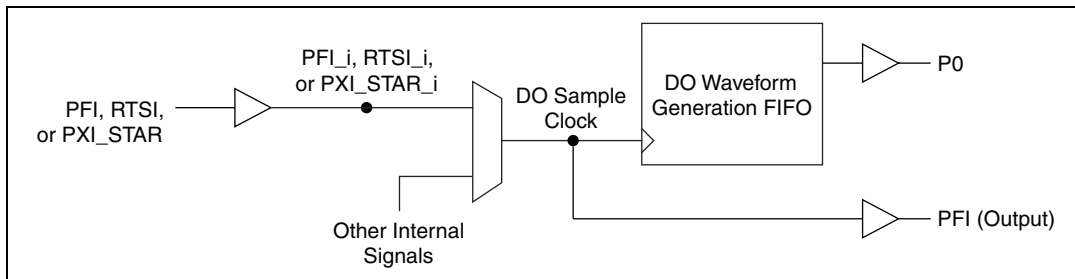 PFI, RTSI,
or PXI_STAR
PFI_i, RTSI_i,
or PXI_STAR_i
Other Internal
Signals
DO Sample
Clock
DO Waveform
Generation FIFO
P0
PFI (Output)